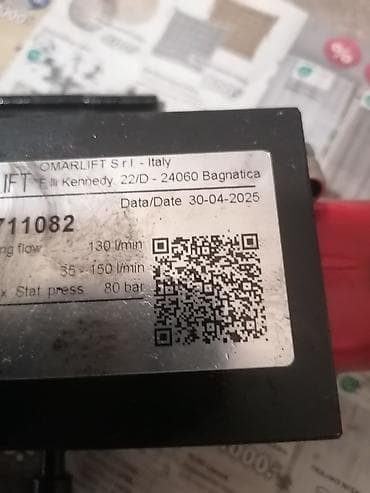 OMARLIFT S.r.l. - Italy
LIFT F.lli Kennedy, 22/D - 24060 Bagnatica
Data/Date 30-04-2025
711082
ng flow 130 l/min
35 - 150 l/min
x Stat press 80 bar